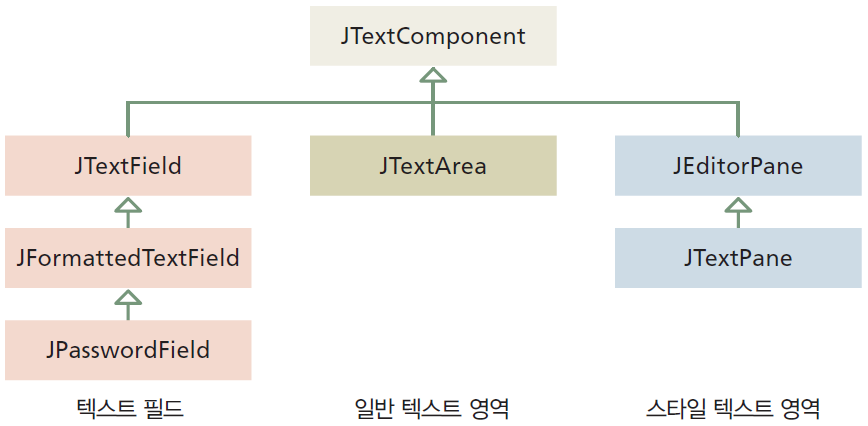 JTextComponent
JTextField
JTextArea
JEditorPane
JFormattedTextField
JTextPane
JPasswordField
텍스트 필드
일반 텍스트 영역
스타일 텍스트 영역